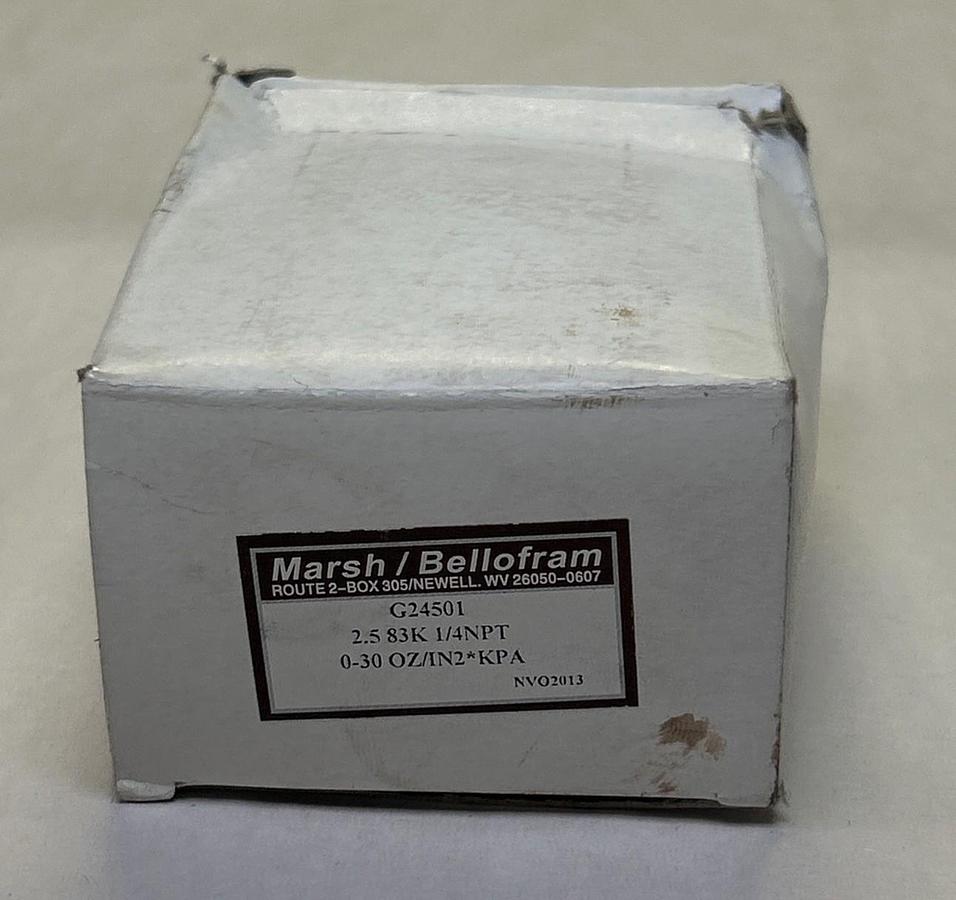 Marsh / Bellofram
ROUTE 2-BOX 305/NEWELL. WV 26050-0607
G24501
2.5 83K 1/4NPT
0-30 OZ/IN2*KPA
NVO2013